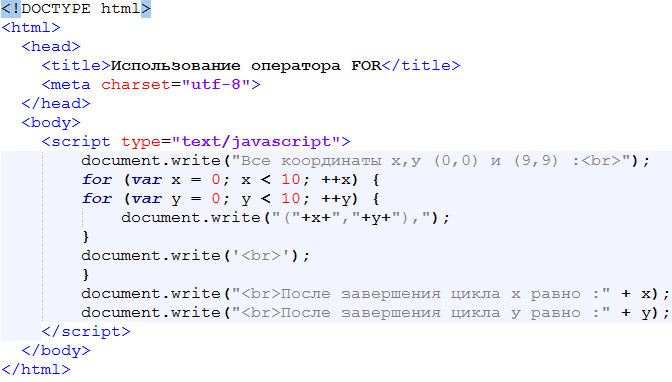 <!DOCTYPE html>
<html>
<head>
<title>Использование оператора FOR</title>
<meta charset="utf-8">
</head>
<body>
<script type="text/javascript">
document.write("Все координаты x,y (0,0) и (9,9) :<br>");
for (var x = 0; x < 10; ++x) {
for (var y = 0; y < 10; ++y) {
document.write("("+x+","+y+"),");
}
document.write('<br>');
}
document.write("<br>После завершения цикла x равно :" + x);
document.write("<br>После завершения цикла y равно :" + y);
</script>
</body>
</html>